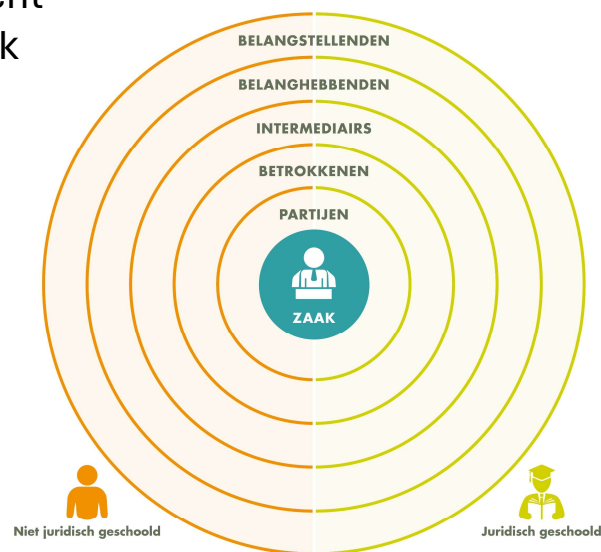 k
BELANGSTELLENDEN
BELANGHEBBENDEN
INTERMEDIAIRS
BETROKKENEN
PARTIJEN
ZAAK
Niet juridisch geschoold
Juridisch geschoold